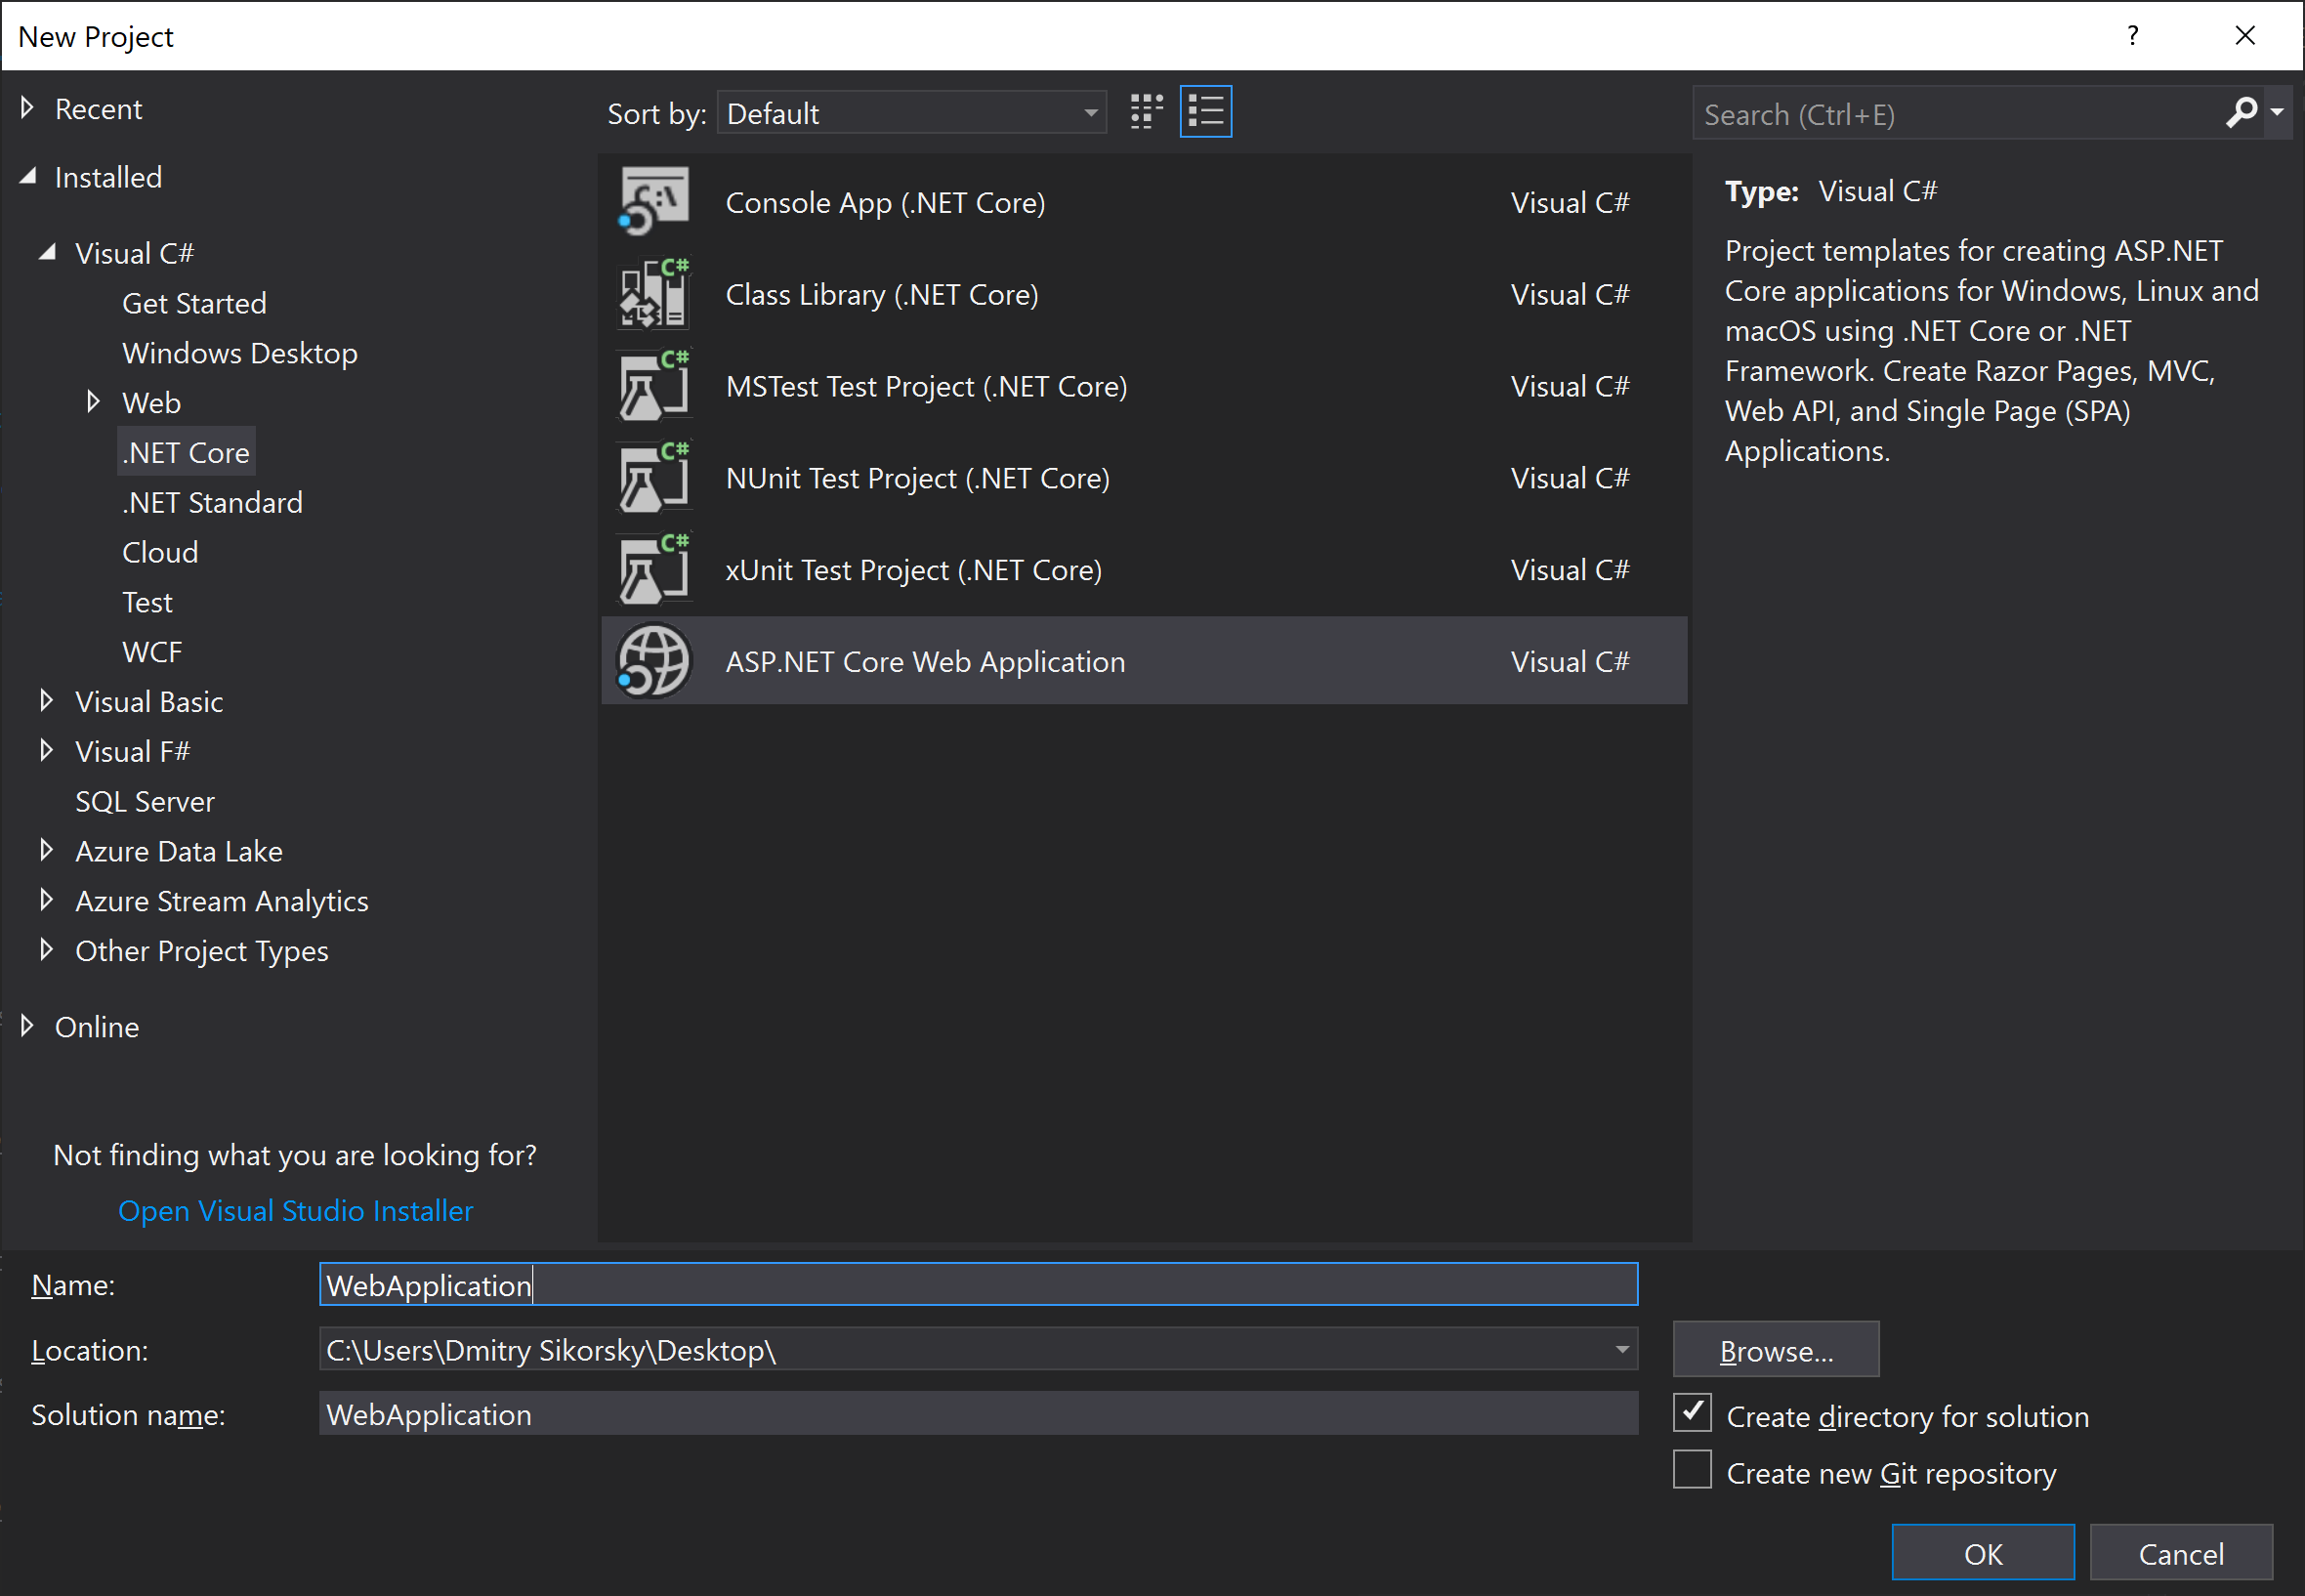 New Project
?
Recent
Installed
Visual C#
Get Started
Windows Desktop
Web
.NET Core
.NET Standard
Cloud
Test
WCF
Visual Basic
Visual F#
SQL Server
Azure Data Lake
Azure Stream Analytics
Other Project Types
Online
Not finding what you are looking for?
Open Visual Studio Installer
Sort by: Default
C:\ Console App (.NET Core) Visual C#
C# Class Library (.NET Core) Visual C#
C# MSTest Test Project (.NET Core) Visual C#
C# NUnit Test Project (.NET Core) Visual C#
C# xUnit Test Project (.NET Core) Visual C#
ASP.NET Core Web Application Visual C#
Search (Ctrl+E)
Type: Visual C#
Project templates for creating ASP.NET
Core applications for Windows, Linux and
macOS using .NET Core or .NET
Framework. Create Razor Pages, MVC,
Web API, and Single Page (SPA)
Applications.
Name: WebApplication
Location: C:\Users\Dmitry Sikorsky\Desktop\
Browse...
Solution name: WebApplication
Create directory for solution
Create new Git repository
OK
Cancel